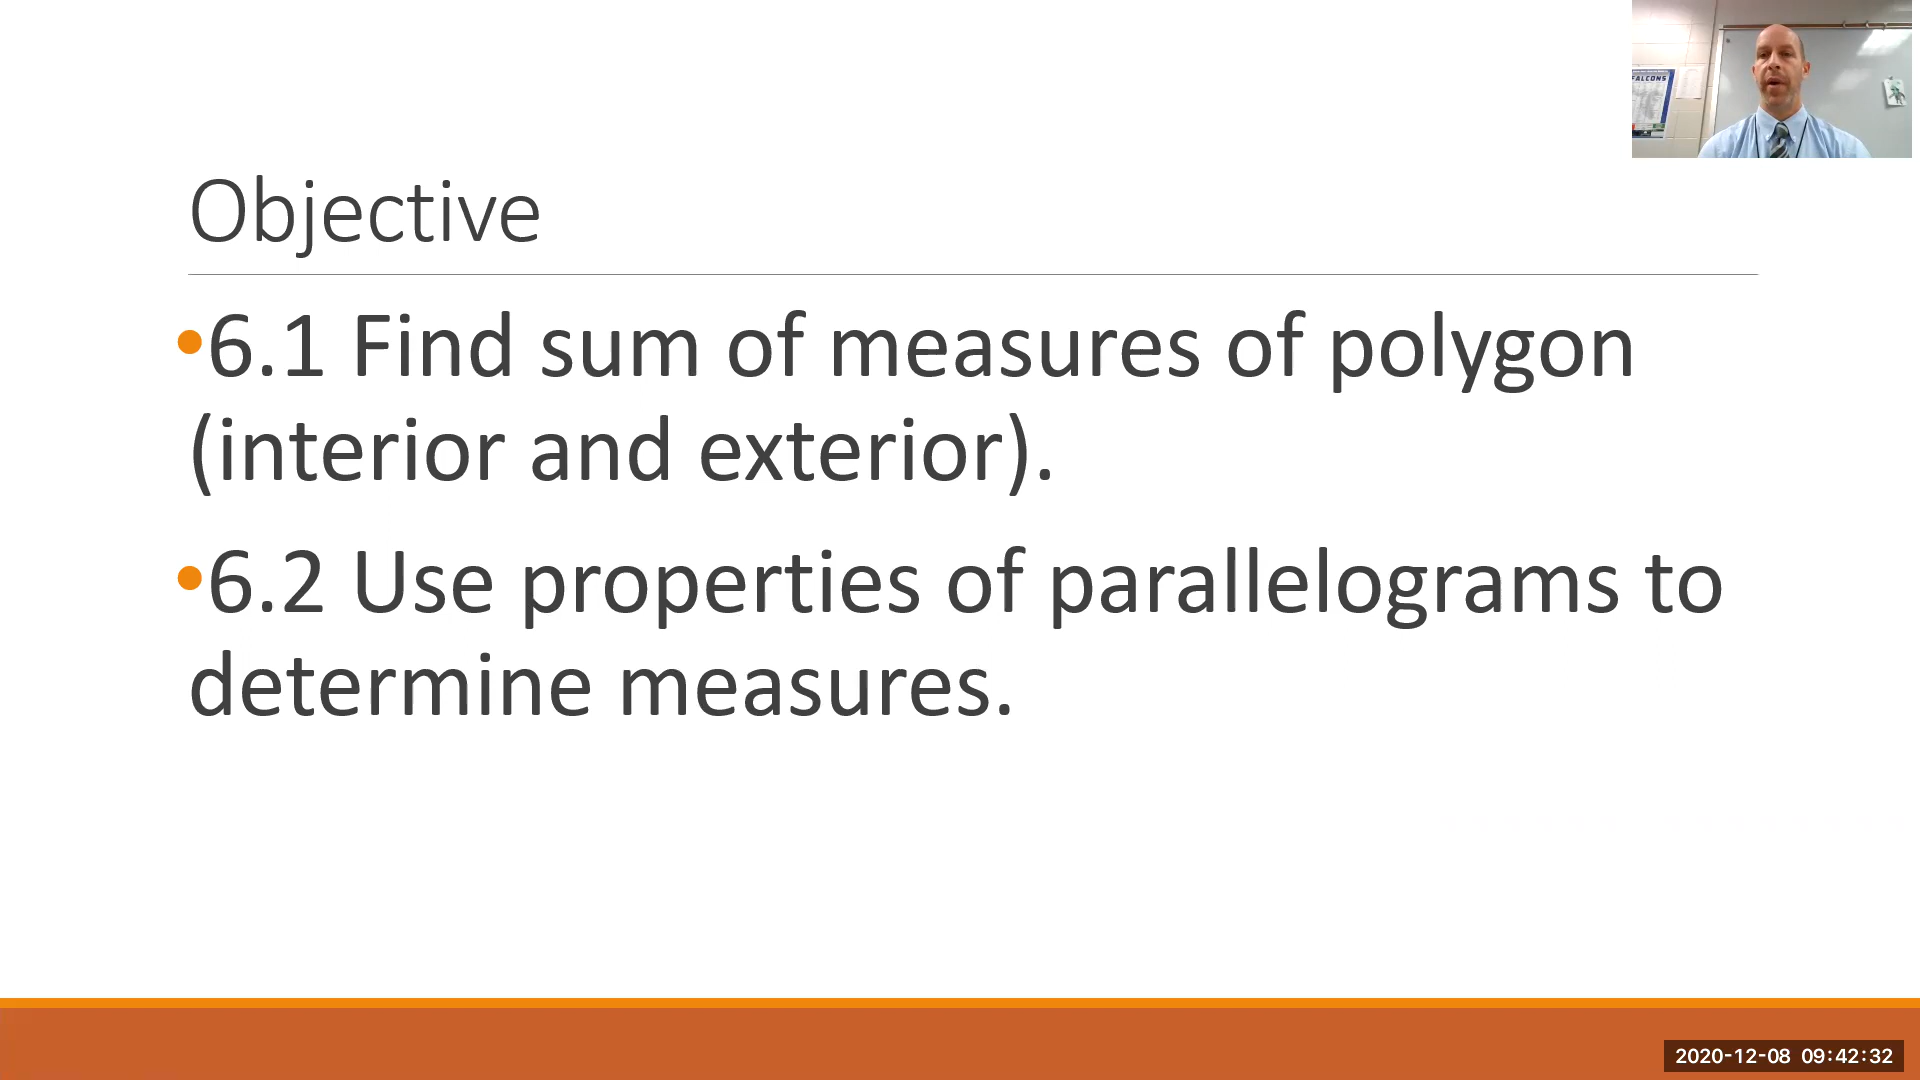 FALCONS
Objective
•6.1 Find sum of measures of polygon
(interior and exterior).
•6.2 Use properties of parallelograms to
determine measures.
2020-12-08 09:42:32